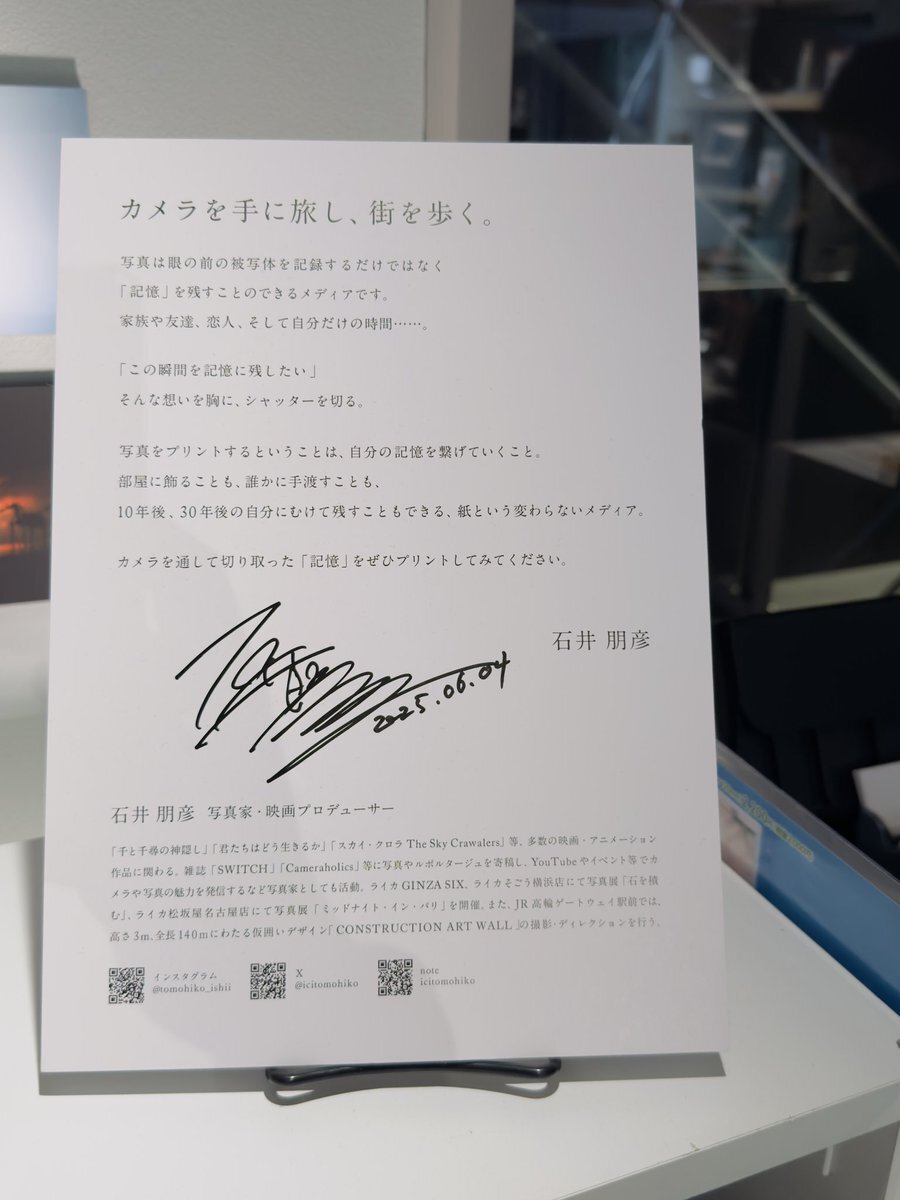 カメラを手に旅し、街を歩く。
写真は眼の前の被写体を記録するだけではなく
「記憶」を残すことのできるメディアです。
家族や友達、恋人、そして自分だけの時間……。
「この瞬間を記憶に残したい」
そんな想いを胸に、シャッターを切る。
写真をプリントするということは、自分の記憶を繋げていくこと。
部屋に飾ることも、誰かに手渡すことも、
10年後、30年後の自分にむけて残すこともできる、紙という変わらないメディア。
カメラを通して切り取った「記憶」をぜひプリントしてみてください。
石井 朋彦
2025.06.04
石井 朋彦 写真家・映画プロデューサー
「千と千尋の神隠し」「君たちはどう生きるか」「スカイ・クロラ The Sky Crawalers」等、多数の映画・アニメーション
作品に関わる。雑誌「SWITCH」「Cameraholics」等に写真やルポルタージュを寄稿し、YouTubeやイベント等でカ
メラや写真の魅力を発信するなど写真家としても活動。ライカGINZA SIX、ライカそごう横浜店にて写真展「石を積
む」、ライカ松坂屋名古屋店にて写真展「ミッドナイト・イン・パリ」を開催。また、JR高輪ゲートウェイ駅前では、
高さ3m、全長140mにわたる仮囲いデザイン「CONSTRUCTION ART WALL」の撮影・ディレクションを行う。
インスタグラム
@tomohiko_ishii
X
@icitomohiko
note
icitomohiko